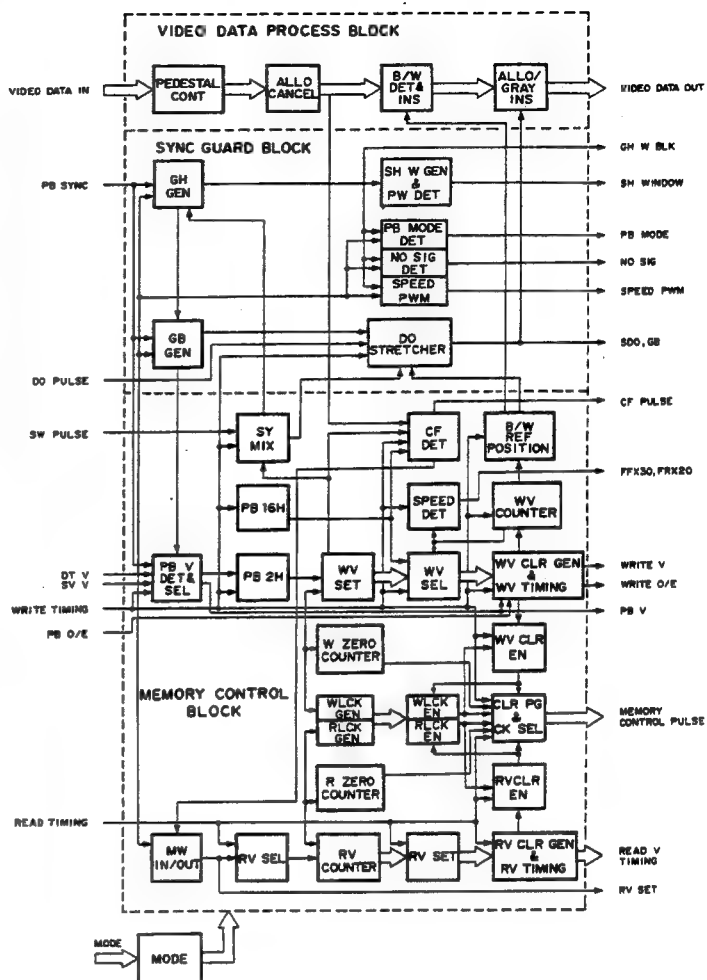 VIDEO DATA PROCESS BLOCK
VIDEO DATA IN
PEDESTAL
CONT
ALLO
CANCEL
B/W
DET&
INS
ALLO/
GRAY
INS
VIDEO DATA OUT
SYNC GUARD BLOCK
GH W BLK
PB SYNC
GH
GEN
SH W GEN
&
PW DET
SH WINDOW
PB MODE
DET
PB MODE
NO SIG
DET
NO SIG
SPEED
PWM
SPEED PWM
GB
GEN
DO
STRETCHER
SDO, GB
DO PULSE
CF PULSE
SW PULSE
SY
MIX
CF
DET
B/W
REF
POSITION
FFX30, FRX20
PB 16H
SPEED
DET
WV
COUNTER
DT V
SV V
PB V
DET&
SEL
PB 2H
WV
SET
WV
SEL
WV CLR GEN
&
WV TIMING
WRITE V
WRITE O/E
WRITE TIMING
PB V
PB O/E
W ZERO
COUNTER
WV CLR
EN
MEMORY CONTROL
BLOCK
WLCK
GEN
RLCK
GEN
WLCK
EN
RLCK
EN
CLR PG
&
CK SEL
MEMORY
CONTROL PULSE
R ZERO
COUNTER
RVCLR
EN
READ TIMING
MW
IN/OUT
RV SEL
RV
COUNTER
RV SET
RV CLR GEN
&
RV TIMING
READ V
TIMING
RV SET
MODE
MODE